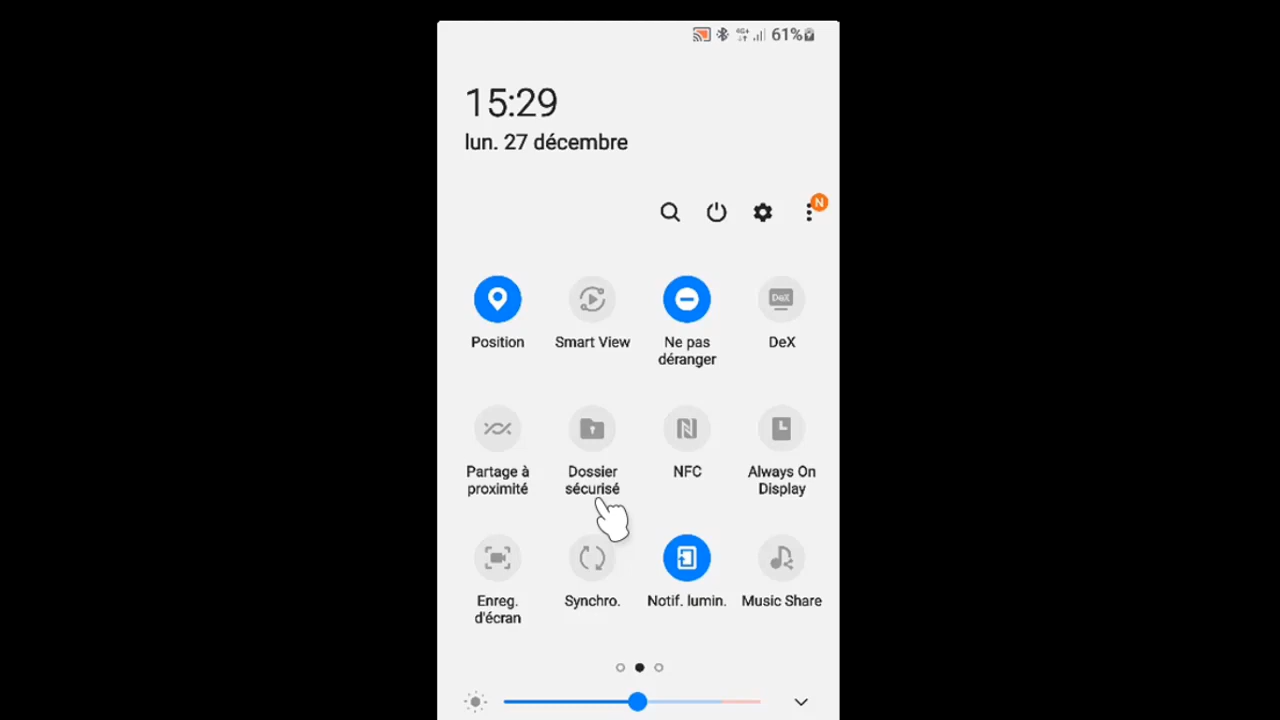 61%
15:29
lun. 27 décembre
N
Position
Smart View
Ne pas
déranger
DeX
DeX
Partage à
proximité
Dossier
sécurisé
NFC
Always On
Display
Enreg.
d'écran
Synchro.
Notif. lumin.
Music Share